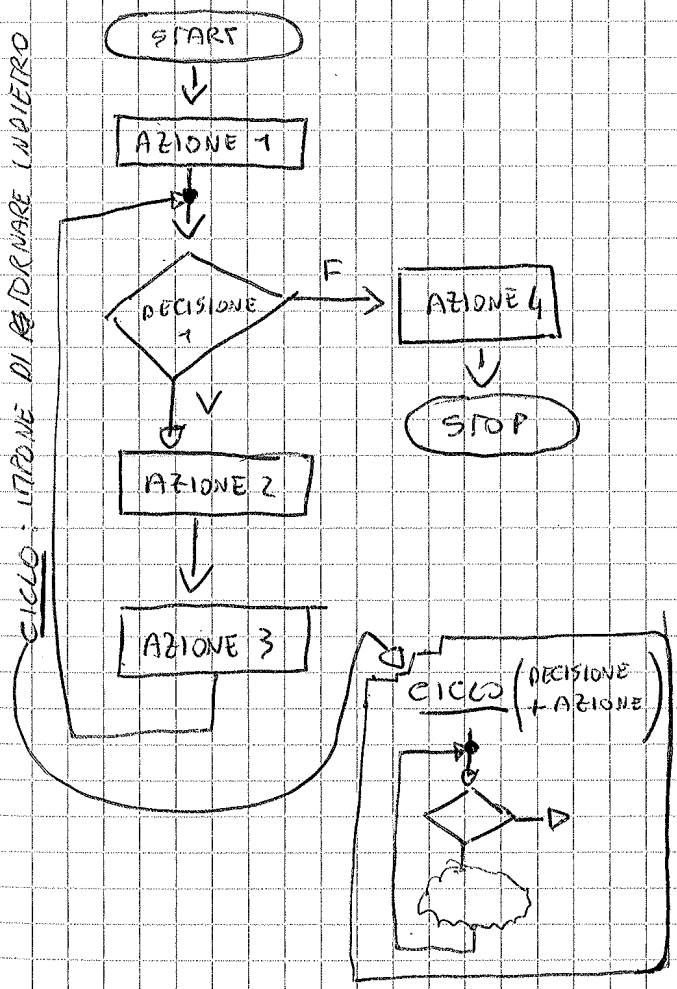 START
AZIONE 1
DECISIONE
1
F
AZIONE 4
STOP
V
AZIONE 2
AZIONE 3
CICLO: IMPONE DI RITORNARE INDIETRO
CICLO (DECISIONE
+ AZIONE)